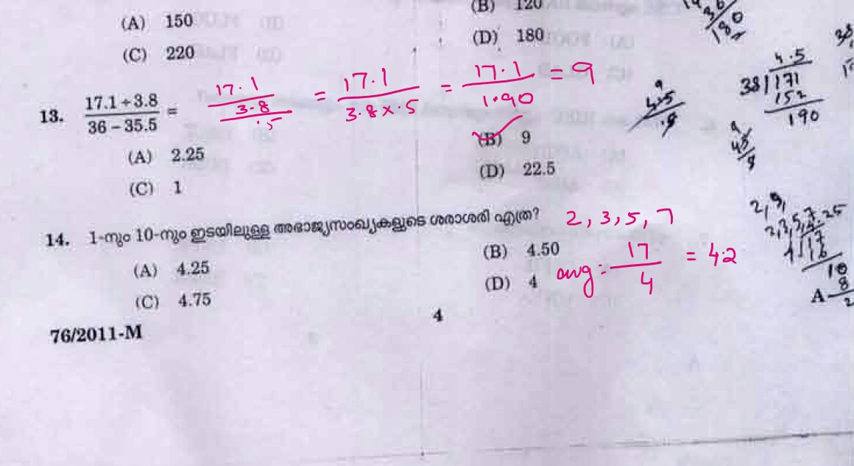 (A) 150
(B) 120
(C) 220
(D) 180
13. 17.1 ÷ 3.8 / 36 − 35.5 = 17.1 / 3.8 / .5 = 17.1 / 3.8 x .5 = 17.1 / 1.90 = 9
(A) 2.25
(B) 9
(C) 1
(D) 22.5
14. 1-നും 10-നും ഇടയിലുള്ള അഭാജ്യസംഖ്യകളുടെ ശരാശരി എത്ര? 2, 3, 5, 7
(A) 4.25
(B) 4.50
(C) 4.75
(D) 4
avg = 17 / 4 = 4.2
4
76/2011-M
4.5
38 171
152
190
180